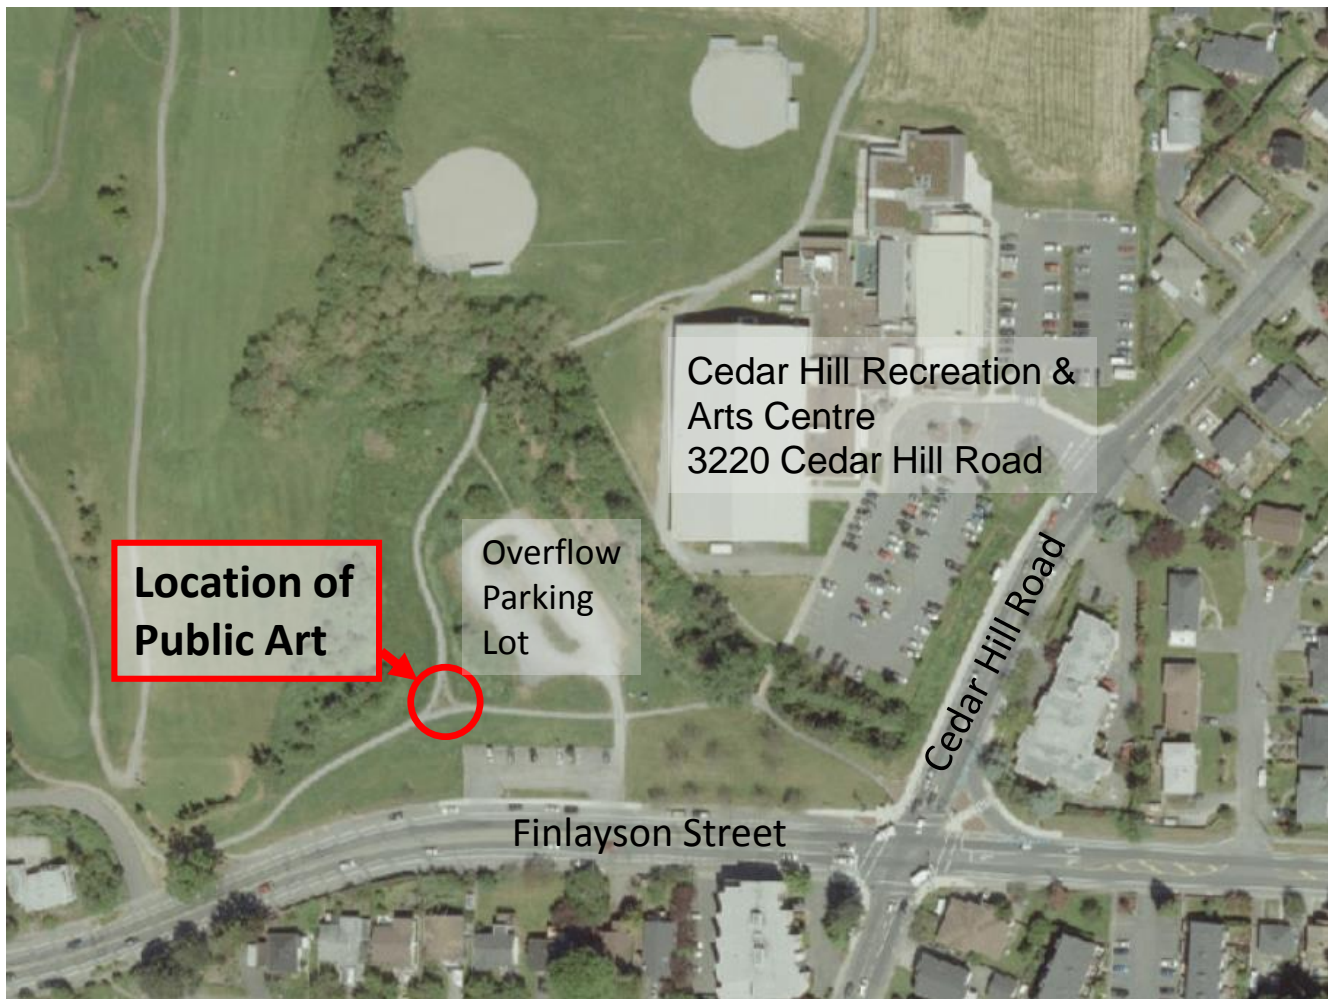 Cedar Hill Recreation &
Arts Centre
3220 Cedar Hill Road
Overflow
Parking
Lot
Location of
Public Art
Cedar Hill Road
Finlayson Street